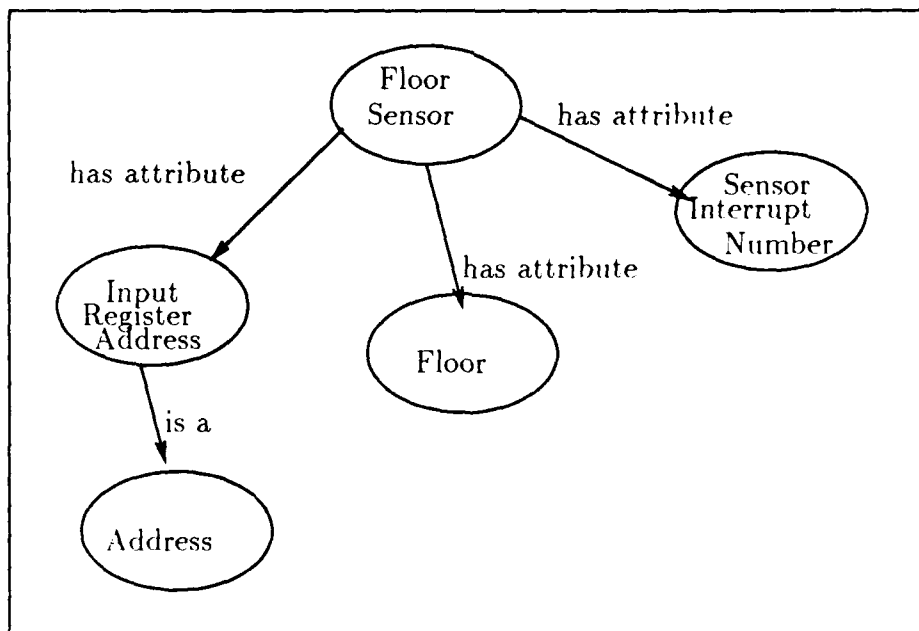 Floor
Sensor
has attribute
has attribute
Sensor
Interrupt
Number
has attribute
Input
Register
Address
Floor
is a
Address